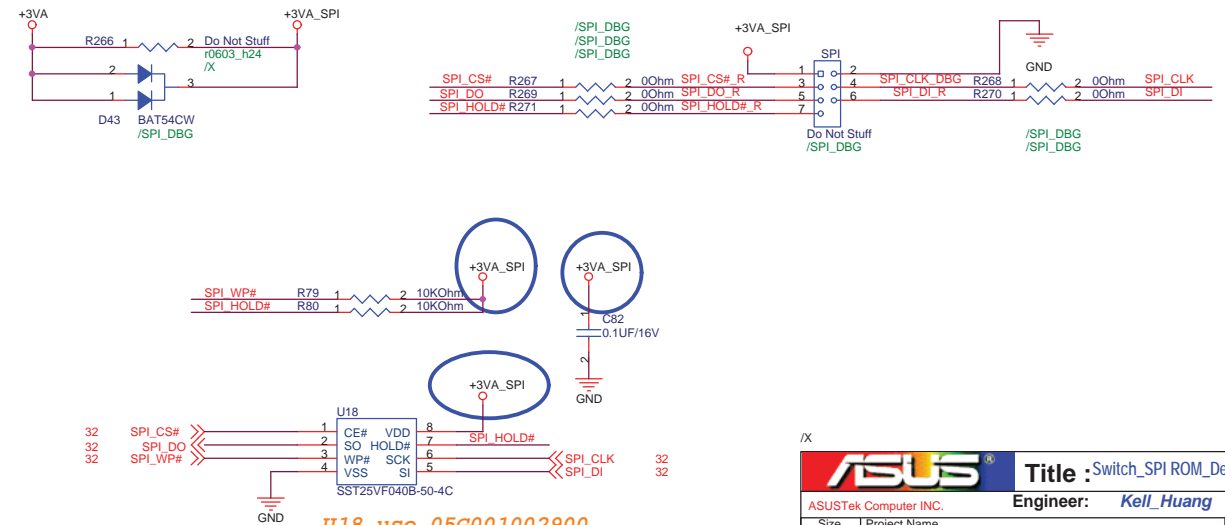 +3VA
+3VA_SPI
R266 1 2 Do Not Stuff
r0603_h24
/X
2
1
3
D43 BAT54CW
/SPI_DBG
/SPI_DBG
/SPI_DBG
/SPI_DBG
+3VA_SPI
SPI
GND
SPI_CS# R267 1 2 0Ohm SPI_CS#_R 1 2
SPI_DO R269 1 2 0Ohm SPI_DO_R 3 4 SPI_CLK_DBG R268 1 2 0Ohm SPI_CLK
SPI_HOLD# R271 1 2 0Ohm SPI_HOLD#_R 5 6 SPI_DI_R R270 1 2 0Ohm SPI_DI
7
Do Not Stuff
/SPI_DBG
/SPI_DBG
/SPI_DBG
+3VA_SPI
+3VA_SPI
SPI_WP# R79 1 2 10KOhm
SPI_HOLD# R80 1 2 10KOhm
1
C82
0.1UF/16V
2
GND
+3VA_SPI
U18
32 SPI_CS# 1 CE# VDD 8
32 SPI_DO 2 SO HOLD# 7 SPI_HOLD#
32 SPI_WP# 3 WP# SCK 6 SPI_CLK 32
4 VSS SI 5 SPI_DI 32
SST25VF040B-50-4C
GND
U18 use 05G001002900
/X
ASUS®
Title : Switch_SPI ROM_De
ASUSTek Computer INC.
Engineer: Kell_Huang
Size Project Name